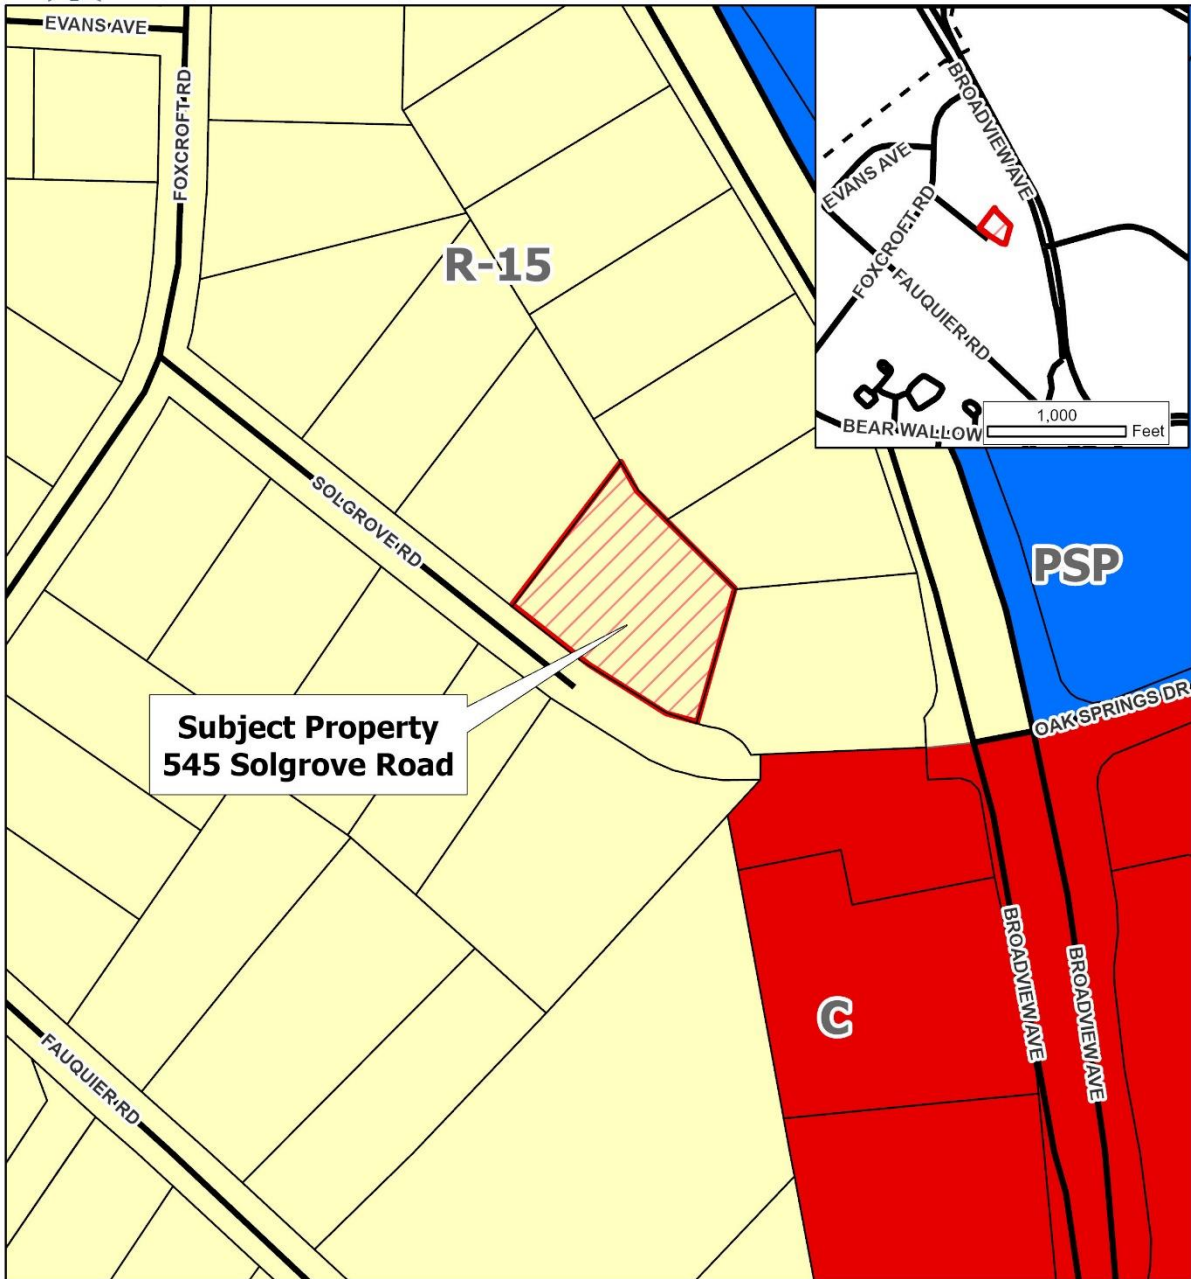 EVANS AVE
FOXCROFT RD
R-15
SOLGROVE RD
Subject Property
545 Solgrove Road
FAUQUIER RD
PSP
OAK SPRINGS DR
C
BROADVIEW AVE
BROADVIEW AVE
BROADVIEW AVE
EVANS AVE
FOXCROFT RD
FAUQUIER RD
BEAR WALLOW
1,000
Feet